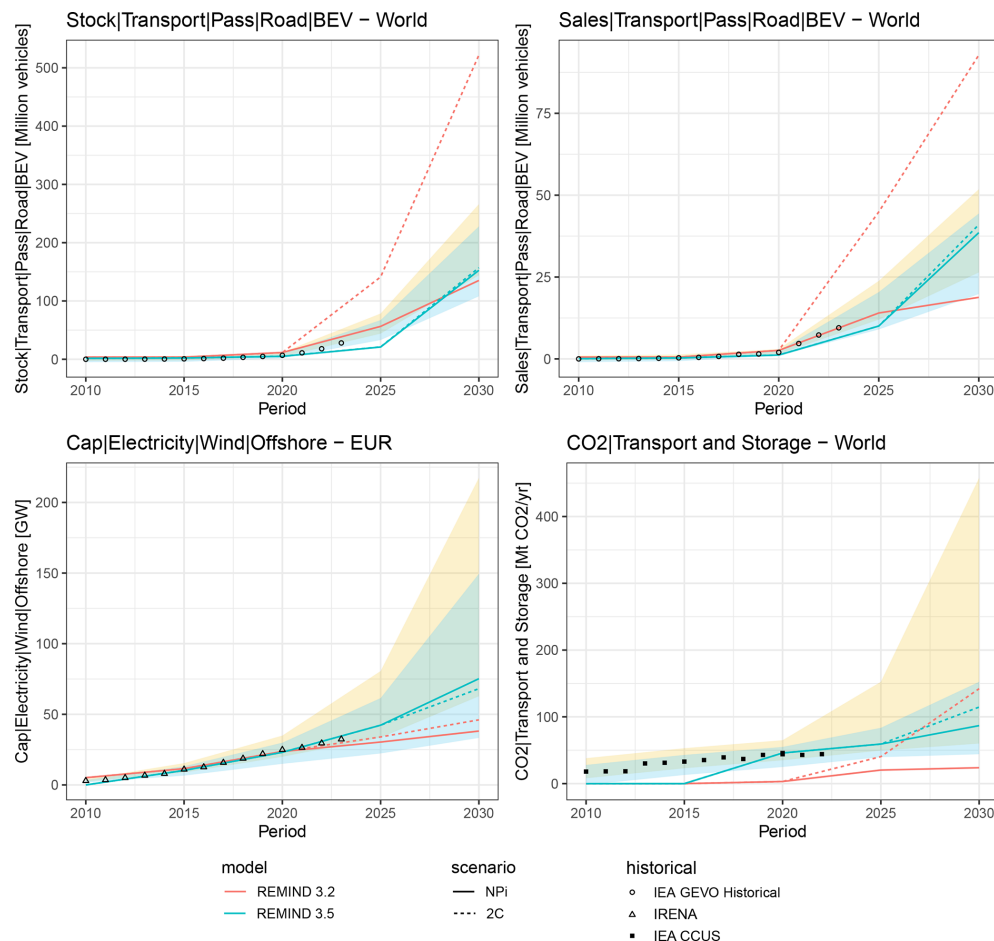 Stock|Transport|Pass|Road|BEV − World
Stock|Transport|Pass|Road|BEV [Million vehicles]
500
400
300
200
100
0
2010 2015 2020 2025 2030
Period
Sales|Transport|Pass|Road|BEV − World
Sales|Transport|Pass|Road|BEV [Million vehicles]
75
50
25
0
2010 2015 2020 2025 2030
Period
Cap|Electricity|Wind|Offshore − EUR
Cap|Electricity|Wind|Offshore [GW]
200
150
100
50
0
2010 2015 2020 2025 2030
Period
CO2|Transport and Storage − World
CO2|Transport and Storage [Mt CO2/yr]
400
300
200
100
0
2010 2015 2020 2025 2030
Period
model
REMIND 3.2
REMIND 3.5
scenario
NPi
2C
historical
IEA GEVO Historical
IRENA
IEA CCUS